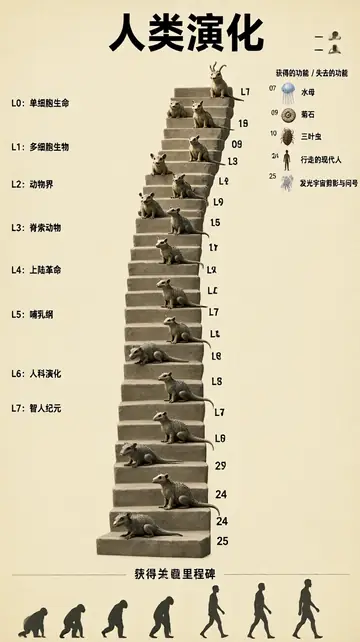 人类演化
获得的功能 / 失去的功能
07 水母
09 菊石
10 三叶虫
行走的现代人
25 发光宇宙剪影与问号
L0：单细胞生命
L1：多细胞生物
L2：动物界
L3：脊索动物
L4：上陆革命
L5：哺乳纲
L6：人科演化
L7：智人纪元
L7
18
09
L3
L9
L9
L5
L7
L6
L8
L8
L7
L8
29
24
24
25
获得关键里程碑